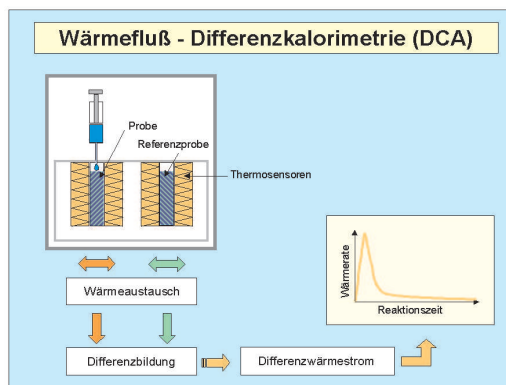 Wärmefluß - Differenzkalorimetrie (DCA)
Probe
Referenzprobe
Thermosensoren
Wärmerate
Reaktionszeit
Wärmeaustausch
Differenzbildung
Differenzwärmestrom